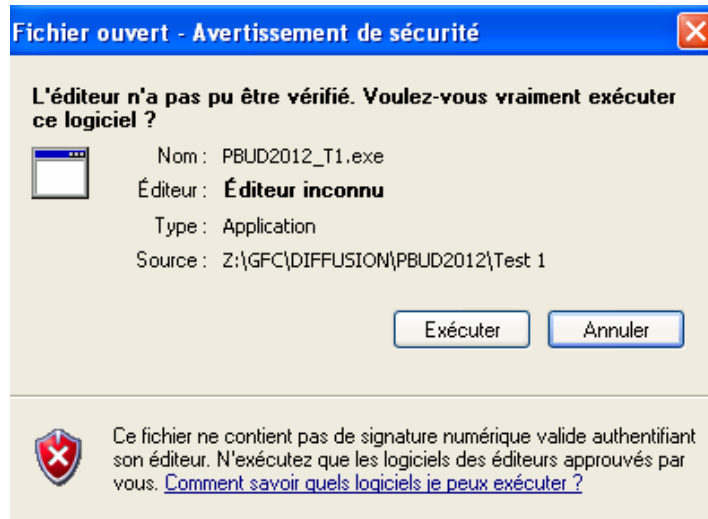 Fichier ouvert - Avertissement de sécurité
L'éditeur n'a pas pu être vérifié. Voulez-vous vraiment exécuter
ce logiciel ?
Nom : PBUD2012_T1.exe
Éditeur : Éditeur inconnu
Type : Application
Source : Z:\GFC\DIFFUSION\PBUD2012\Test 1
Exécuter Annuler
Ce fichier ne contient pas de signature numérique valide authentifiant
son éditeur. N'exécutez que les logiciels des éditeurs approuvés par
vous. Comment savoir quels logiciels je peux exécuter ?